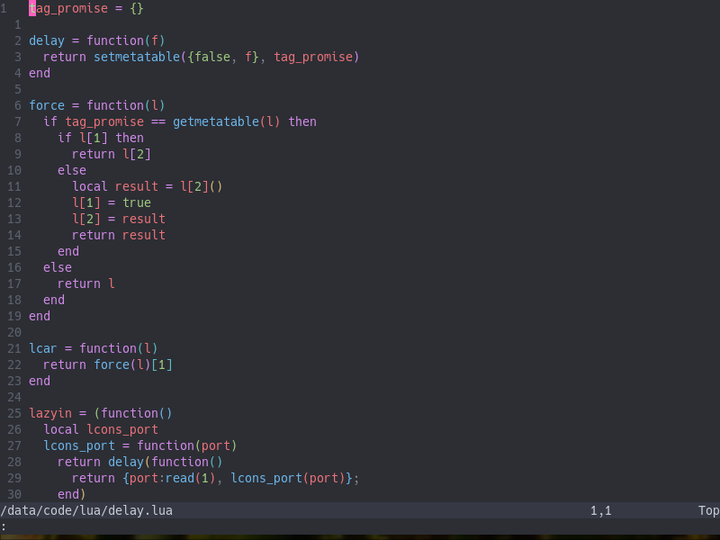 1 tag_promise = {}
1
2 delay = function(f)
3   return setmetatable({false, f}, tag_promise)
4 end
5
6 force = function(l)
7   if tag_promise == getmetatable(l) then
8     if l[1] then
9       return l[2]
10     else
11       local result = l[2]()
12       l[1] = true
13       l[2] = result
14       return result
15     end
16   else
17     return l
18   end
19 end
20
21 lcar = function(l)
22   return force(l)[1]
23 end
24
25 lazyin = (function()
26   local lcons_port
27   lcons_port = function(port)
28     return delay(function()
29       return {port:read(1), lcons_port(port)};
30     end)
/data/code/lua/delay.lua 1,1 Top
: